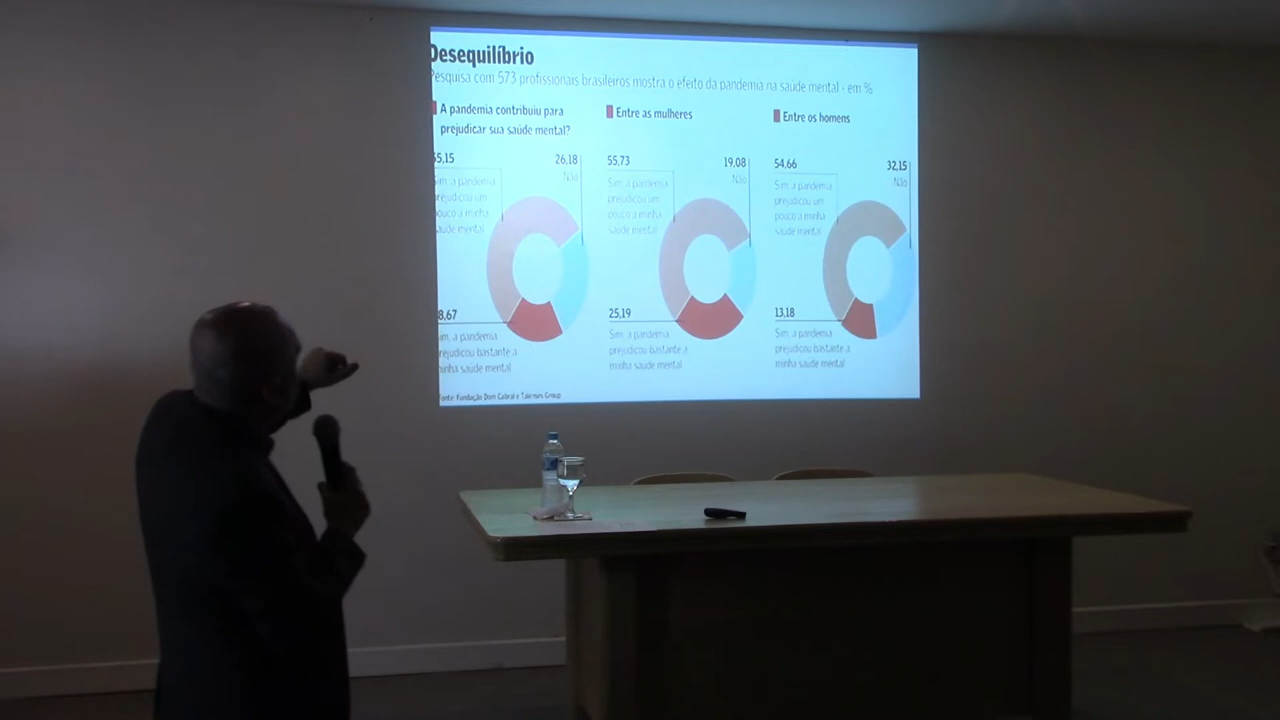 Desequilíbrio
Pesquisa com 573 profissionais brasileiros mostra o efeito da pandemia na saúde mental - em %
A pandemia contribuiu para
prejudicar sua saúde mental?
55,15
26,18
Não
Sim, a pandemia
prejudicou um
pouco a minha
saúde mental
8,67
Sim, a pandemia
prejudicou bastante a
minha saúde mental
Entre as mulheres
55,73
19,08
Não
Sim, a pandemia
prejudicou um
pouco a minha
saúde mental
25,19
Sim, a pandemia
prejudicou bastante a
minha saúde mental
Entre os homens
54,66
32,15
Não
Sim, a pandemia
prejudicou um
pouco a minha
saúde mental
13,18
Sim, a pandemia
prejudicou bastante a
minha saúde mental
Fonte: Fundação Dom Cabral e Talenses Group